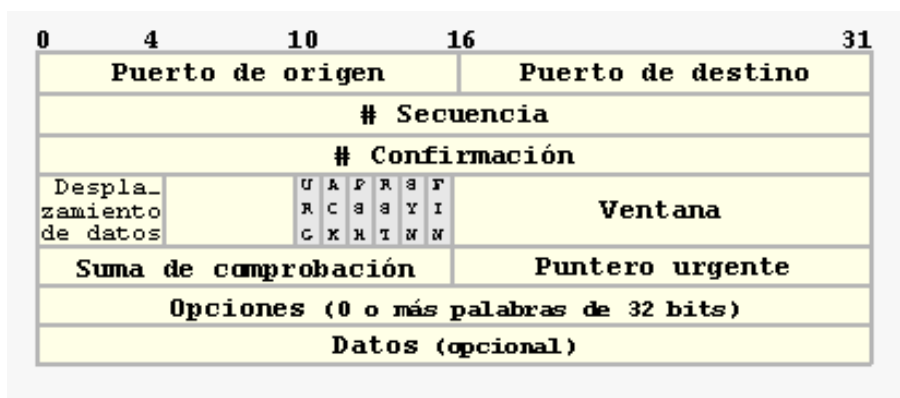 0 4 10 16 31
Puerto de origen Puerto de destino
# Secuencia
# Confirmación
Despla_
zamiento
de datos
U A P R S F
R C S S Y I
G K H T N N
Ventana
Suma de comprobación Puntero urgente
Opciones (0 o más palabras de 32 bits)
Datos (opcional)